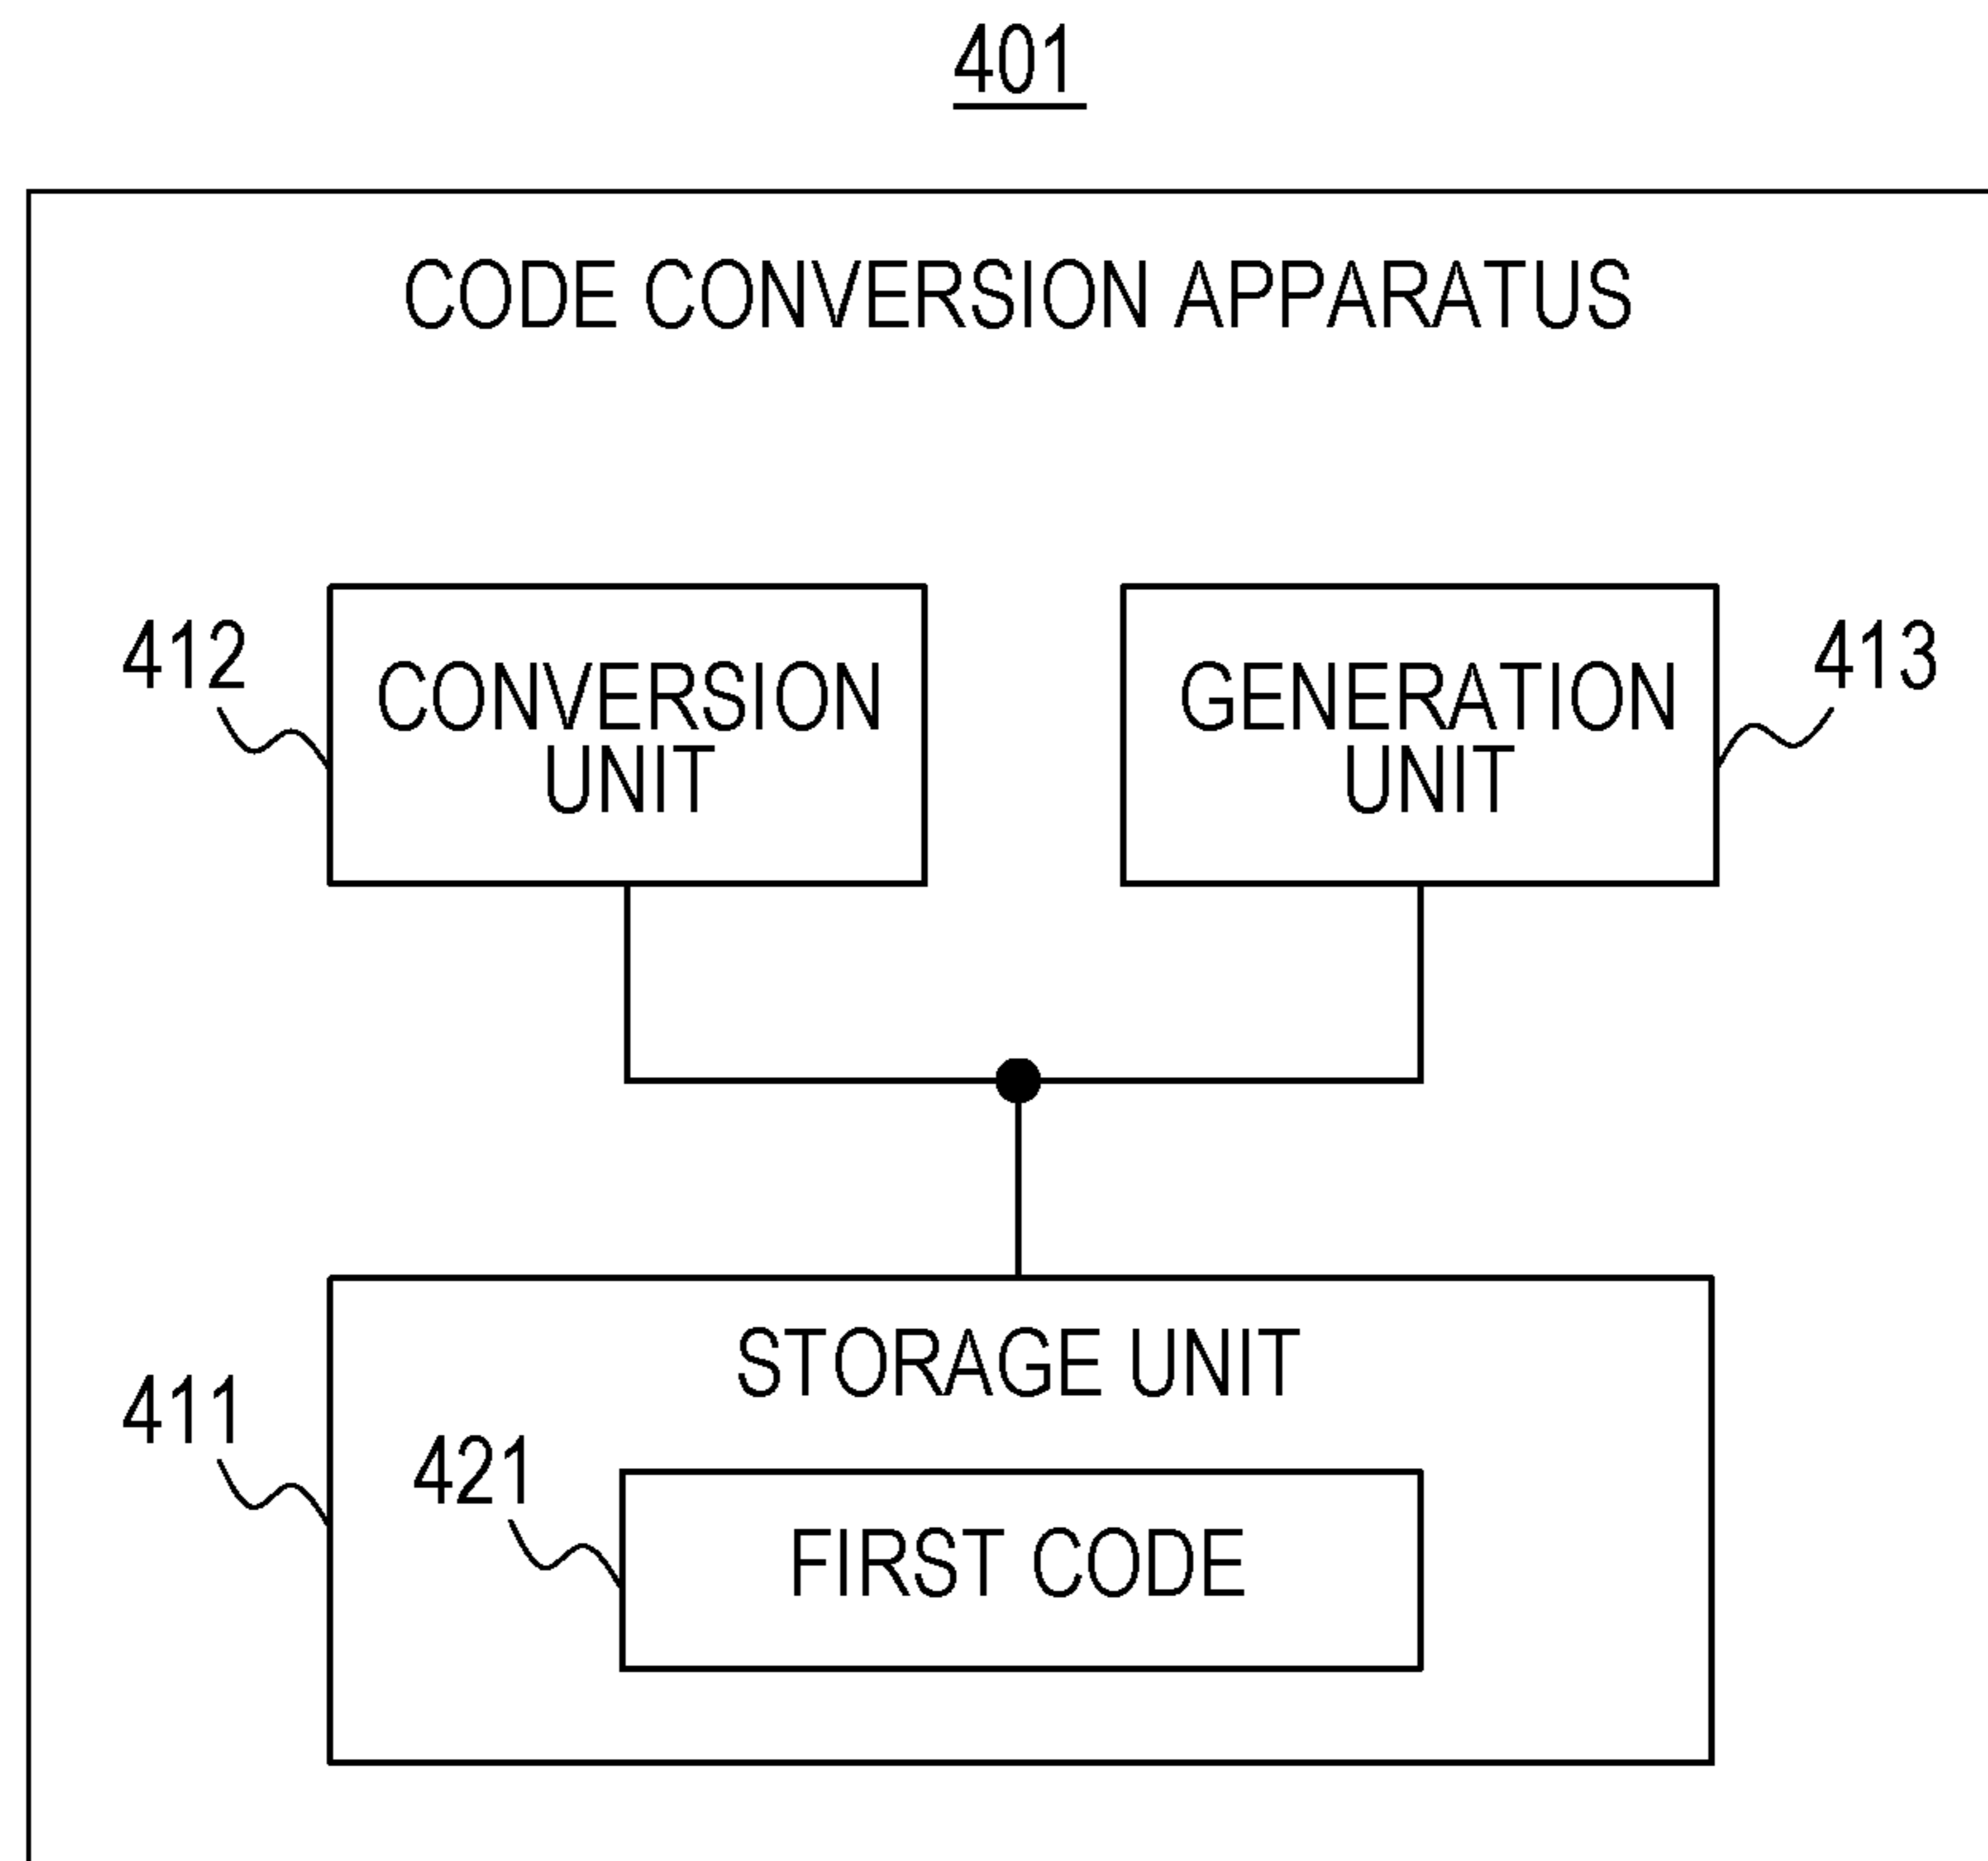 401
CODE CONVERSION APPARATUS
412
CONVERSION
UNIT
GENERATION
UNIT
413
STORAGE UNIT
411
421
FIRST CODE